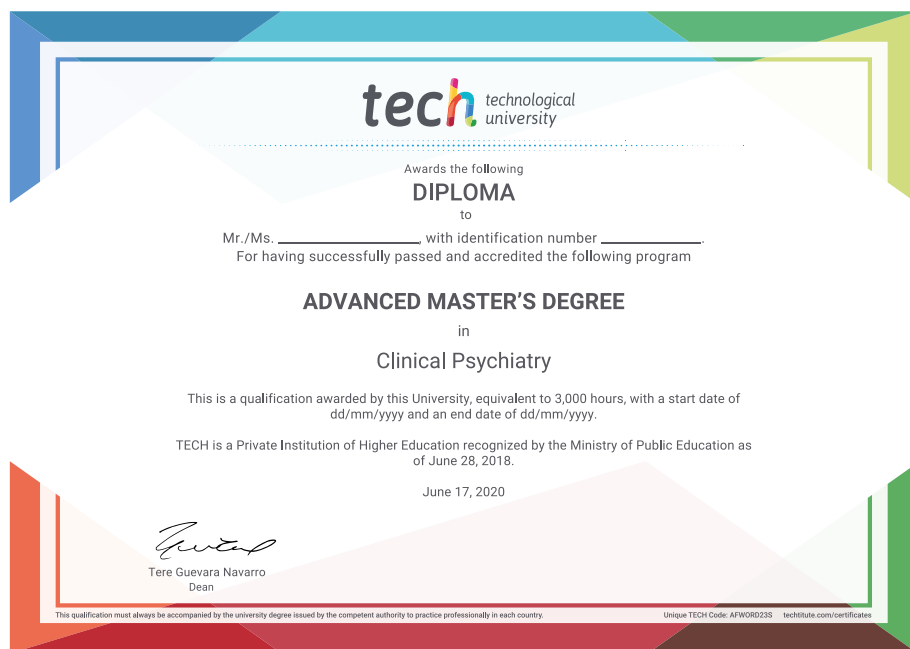 tech technological
university
Awards the following
DIPLOMA
to
Mr./Ms. ____________, with identification number ____________.
For having successfully passed and accredited the following program
ADVANCED MASTER'S DEGREE
in
Clinical Psychiatry
This is a qualification awarded by this University, equivalent to 3,000 hours, with a start date of
dd/mm/yyyy and an end date of dd/mm/yyyy.
TECH is a Private Institution of Higher Education recognized by the Ministry of Public Education as
of June 28, 2018.
June 17, 2020
Tere Guevara Navarro
Dean
This qualification must always be accompanied by the university degree issued by the competent authority to practice professionally in each country.
Unique TECH Code: AFWORD23S techtitute.com/certificates